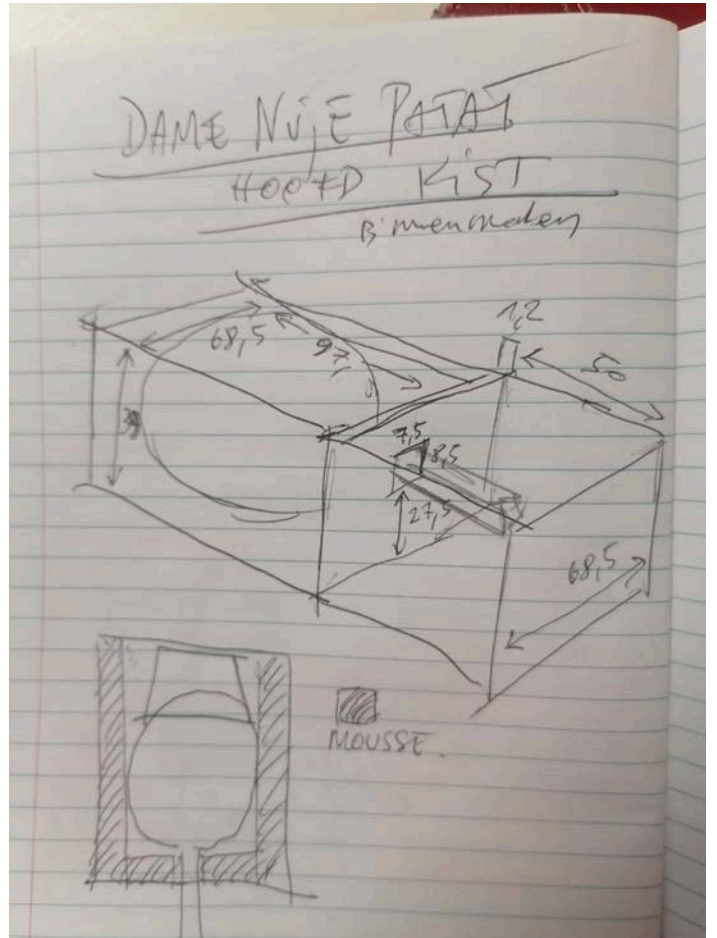 DAME NUJE PATAT
HOOFD KIST
Binnenmaten
1,2
68,5
97,
50
39
7,5
8,5
27,5
68,5
MOUSSE.